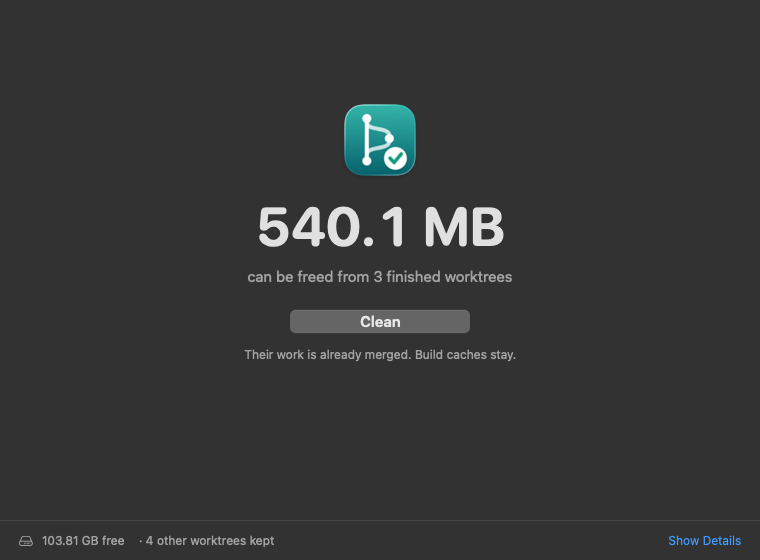 540.1 MB
can be freed from 3 finished worktrees
Clean
Their work is already merged. Build caches stay.
103.81 GB free · 4 other worktrees kept Show Details